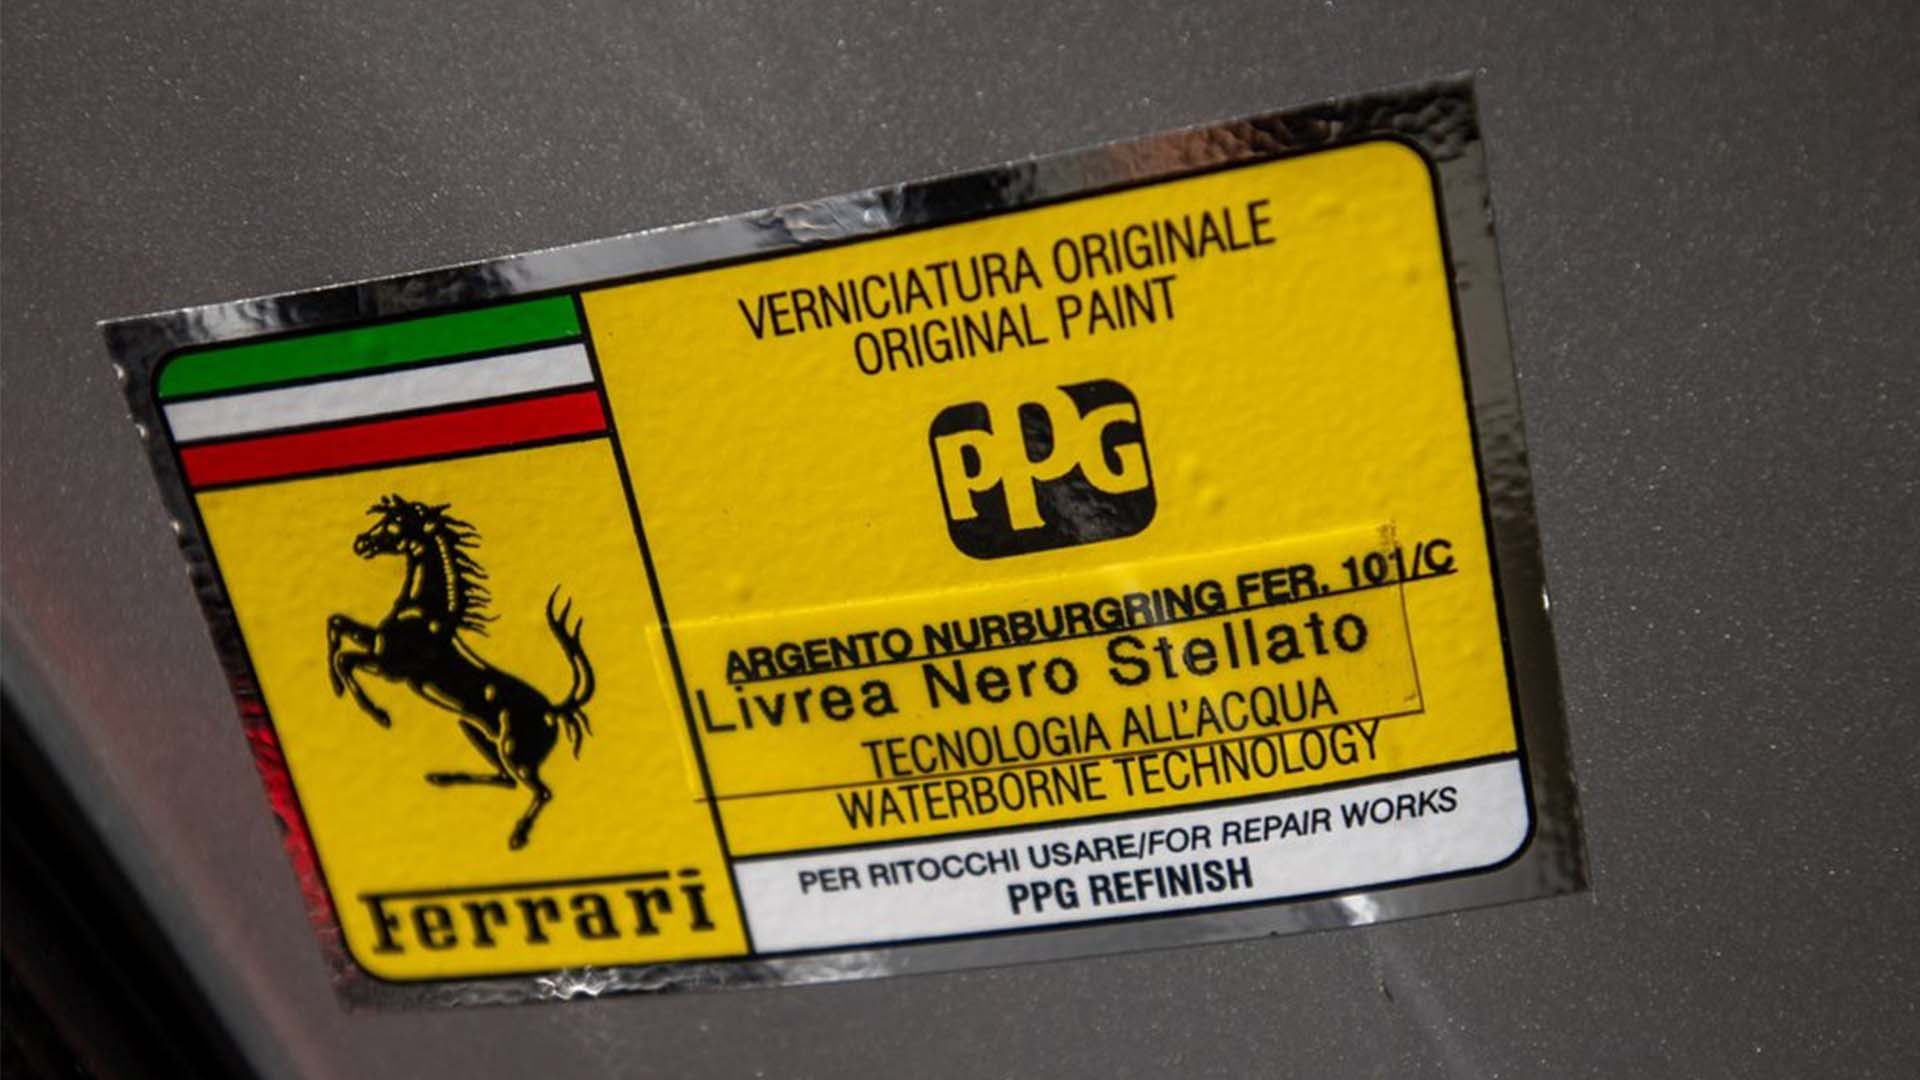 VERNICIATURA ORIGINALE
ORIGINAL PAINT
PPG
ARGENTO NURBURGRING FER. 101/C
Livrea Nero Stellato
TECNOLOGIA ALL'ACQUA
WATERBORNE TECHNOLOGY
PER RITOCCHI USARE/FOR REPAIR WORKS
PPG REFINISH
Ferrari